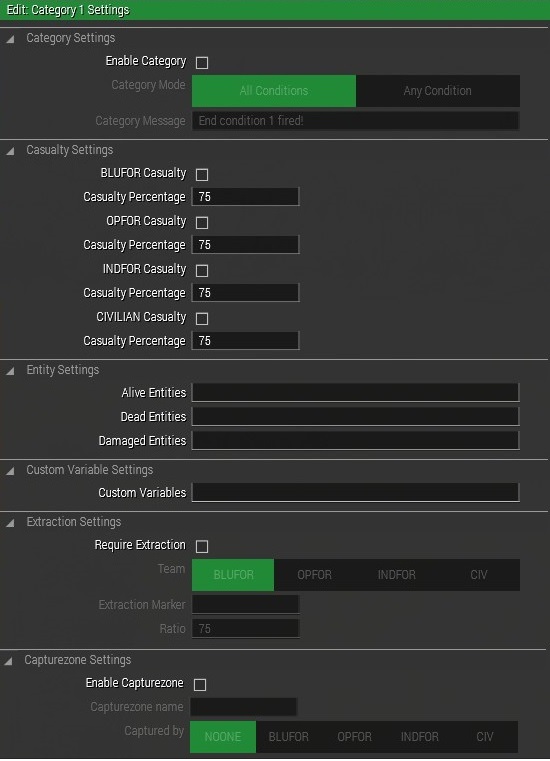 Edit: Category 1 Settings
Category Settings
Enable Category
Category Mode All Conditions Any Condition
Category Message End condition 1 fired!
Casualty Settings
BLUFOR Casualty
Casualty Percentage 75
OPFOR Casualty
Casualty Percentage 75
INDFOR Casualty
Casualty Percentage 75
CIVILIAN Casualty
Casualty Percentage 75
Entity Settings
Alive Entities
Dead Entities
Damaged Entities
Custom Variable Settings
Custom Variables
Extraction Settings
Require Extraction
Team BLUFOR OPFOR INDFOR CIV
Extraction Marker
Ratio 75
Capturezone Settings
Enable Capturezone
Capturezone name
Captured by NOONE BLUFOR OPFOR INDFOR CIV